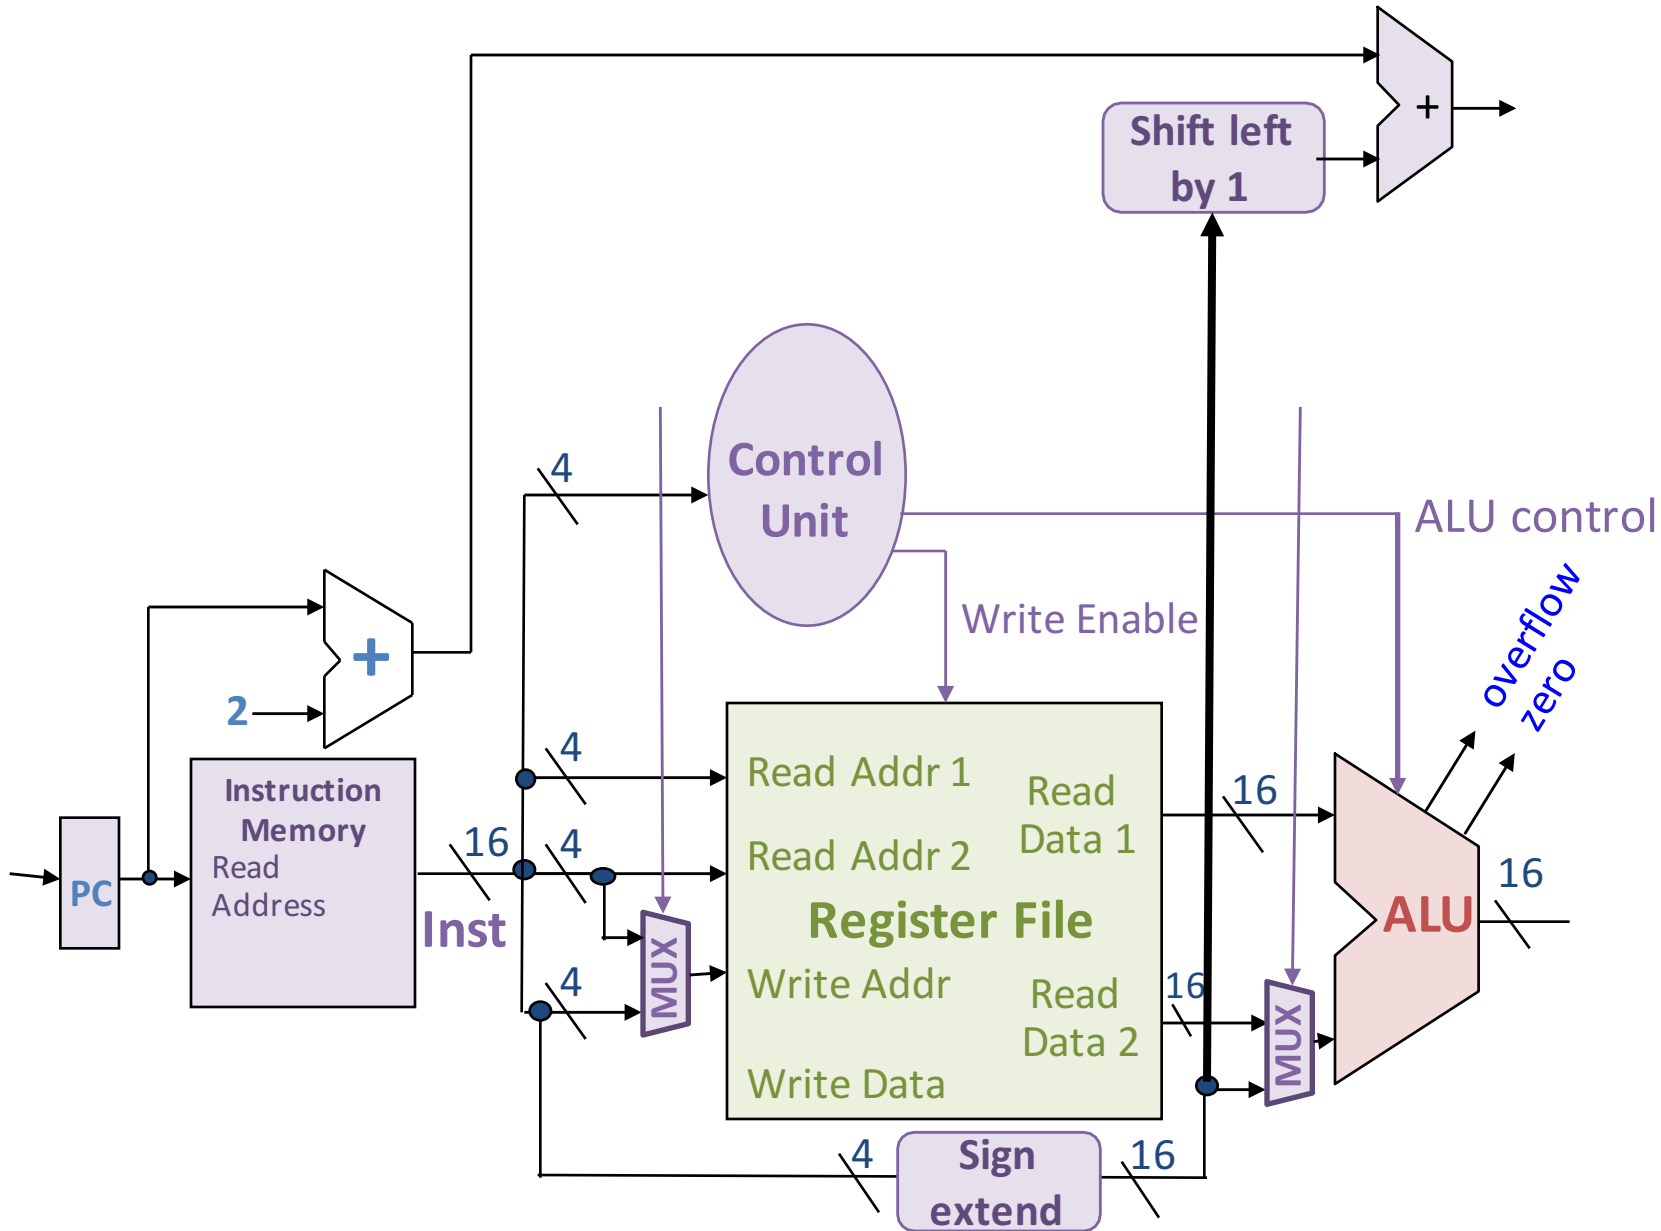 +
Shift left
by 1
Control
Unit
4
ALU control
overflow
zero
Write Enable
+
2
Instruction
Memory
Read
Address
PC
16
Inst
4
4
4
MUX
Read Addr 1
Read Addr 2
Register File
Write Addr
Write Data
Read
Data 1
Read
Data 2
16
16
MUX
ALU
16
4
Sign
extend
16